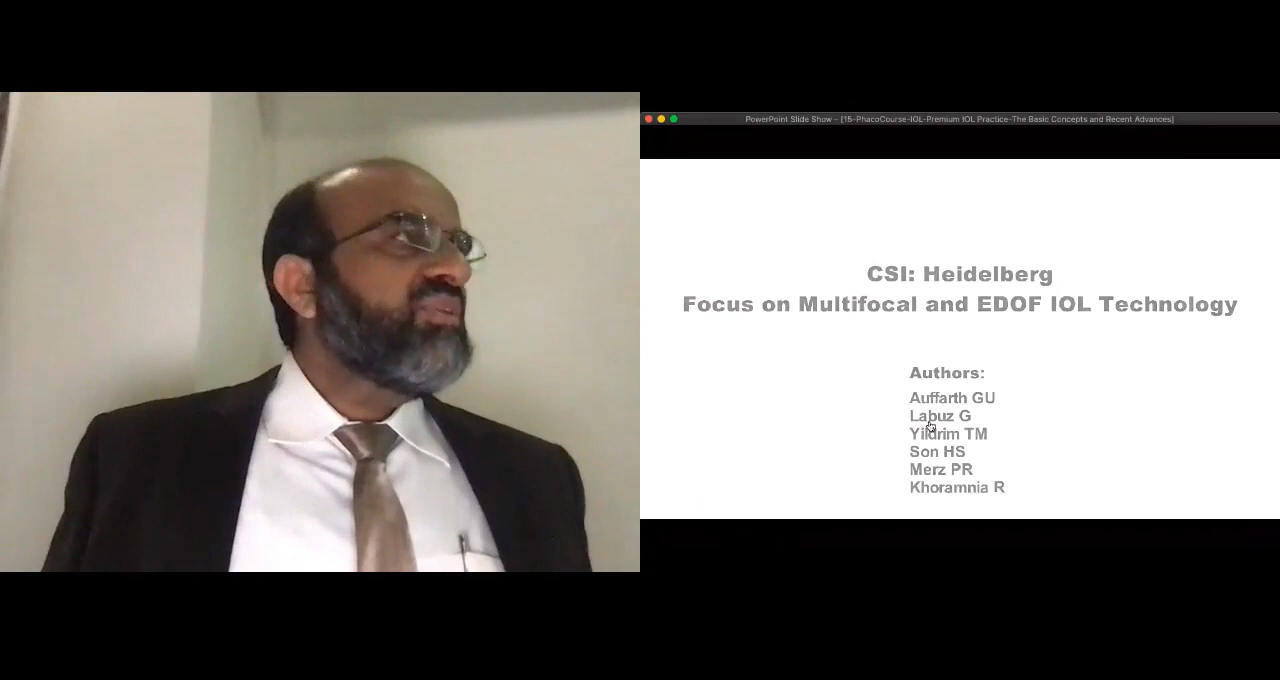 PowerPoint Slide Show – [15-PhacoCourse-IOL-Premium IOL Practice-The Basic Concepts and Recent Advances]
CSI: Heidelberg
Focus on Multifocal and EDOF IOL Technology
Authors:
Auffarth GU
Labuz G
Yildrim TM
Son HS
Merz PR
Khoramnia R